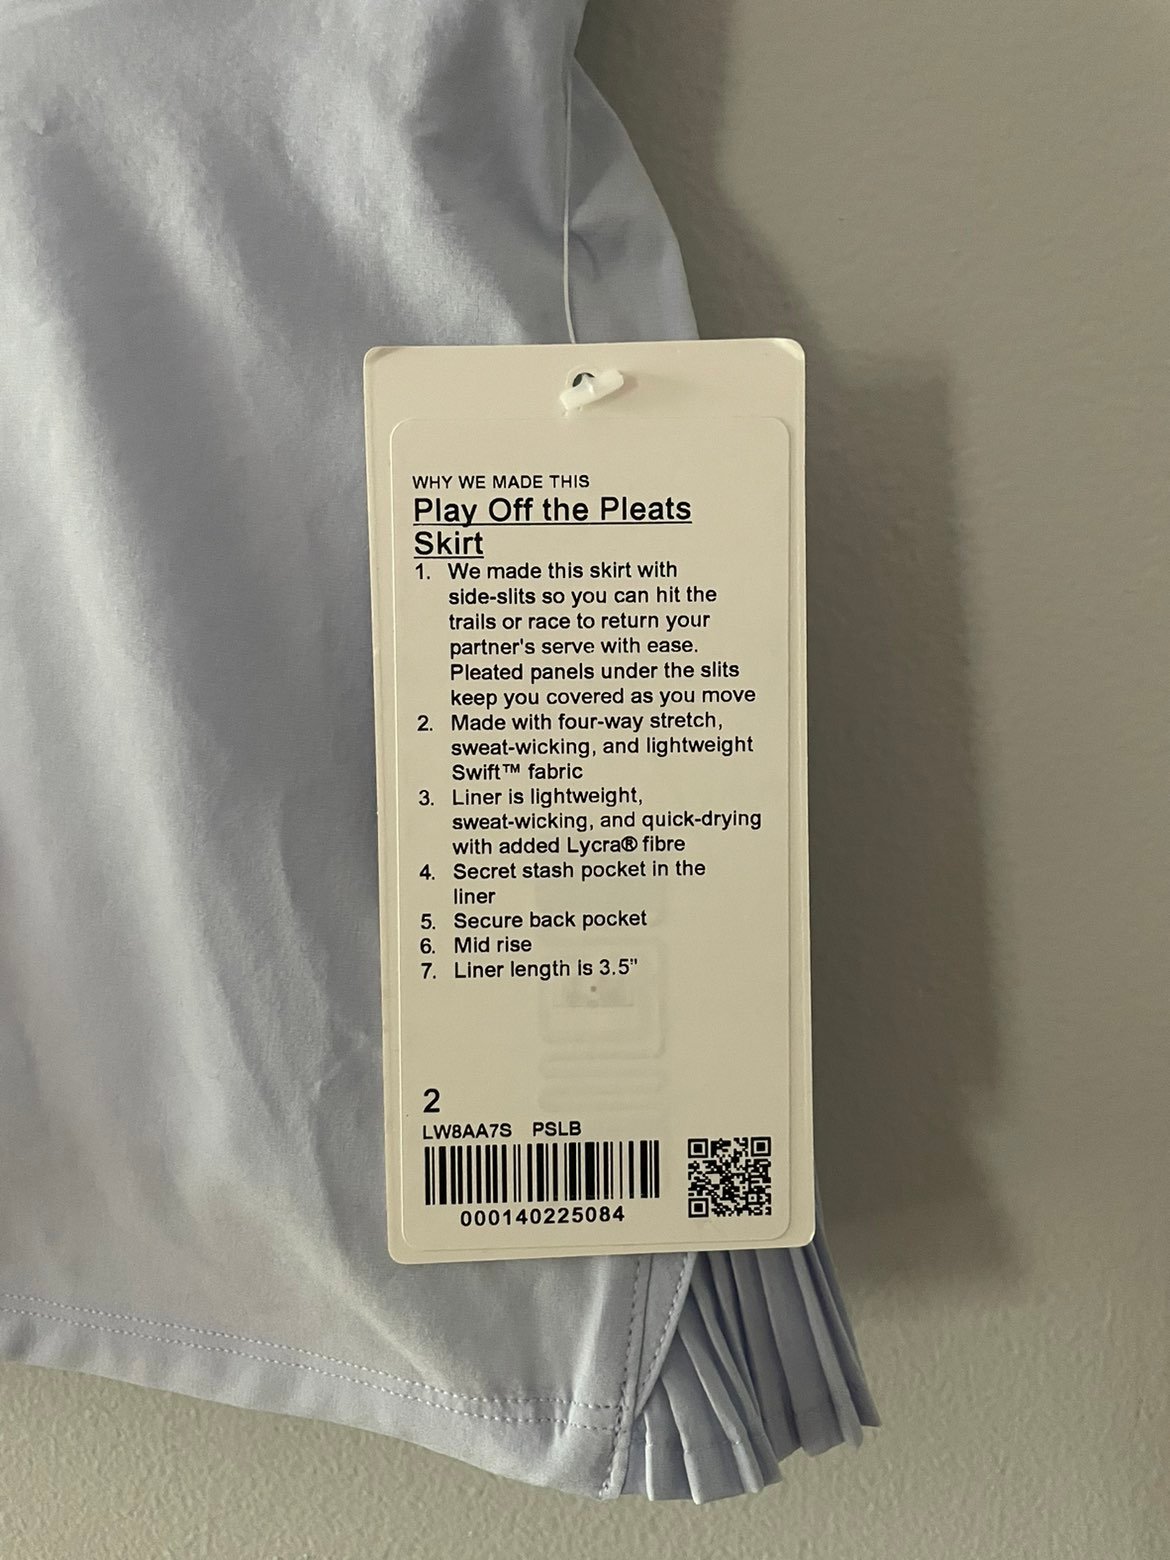 WHY WE MADE THIS
Play Off the Pleats
Skirt
1. We made this skirt with
side-slits so you can hit the
trails or race to return your
partner's serve with ease.
Pleated panels under the slits
keep you covered as you move
2. Made with four-way stretch,
sweat-wicking, and lightweight
Swift™ fabric
3. Liner is lightweight,
sweat-wicking, and quick-drying
with added Lycra® fibre
4. Secret stash pocket in the
liner
5. Secure back pocket
6. Mid rise
7. Liner length is 3.5"
2
LW8AA7S PSLB
000140225084